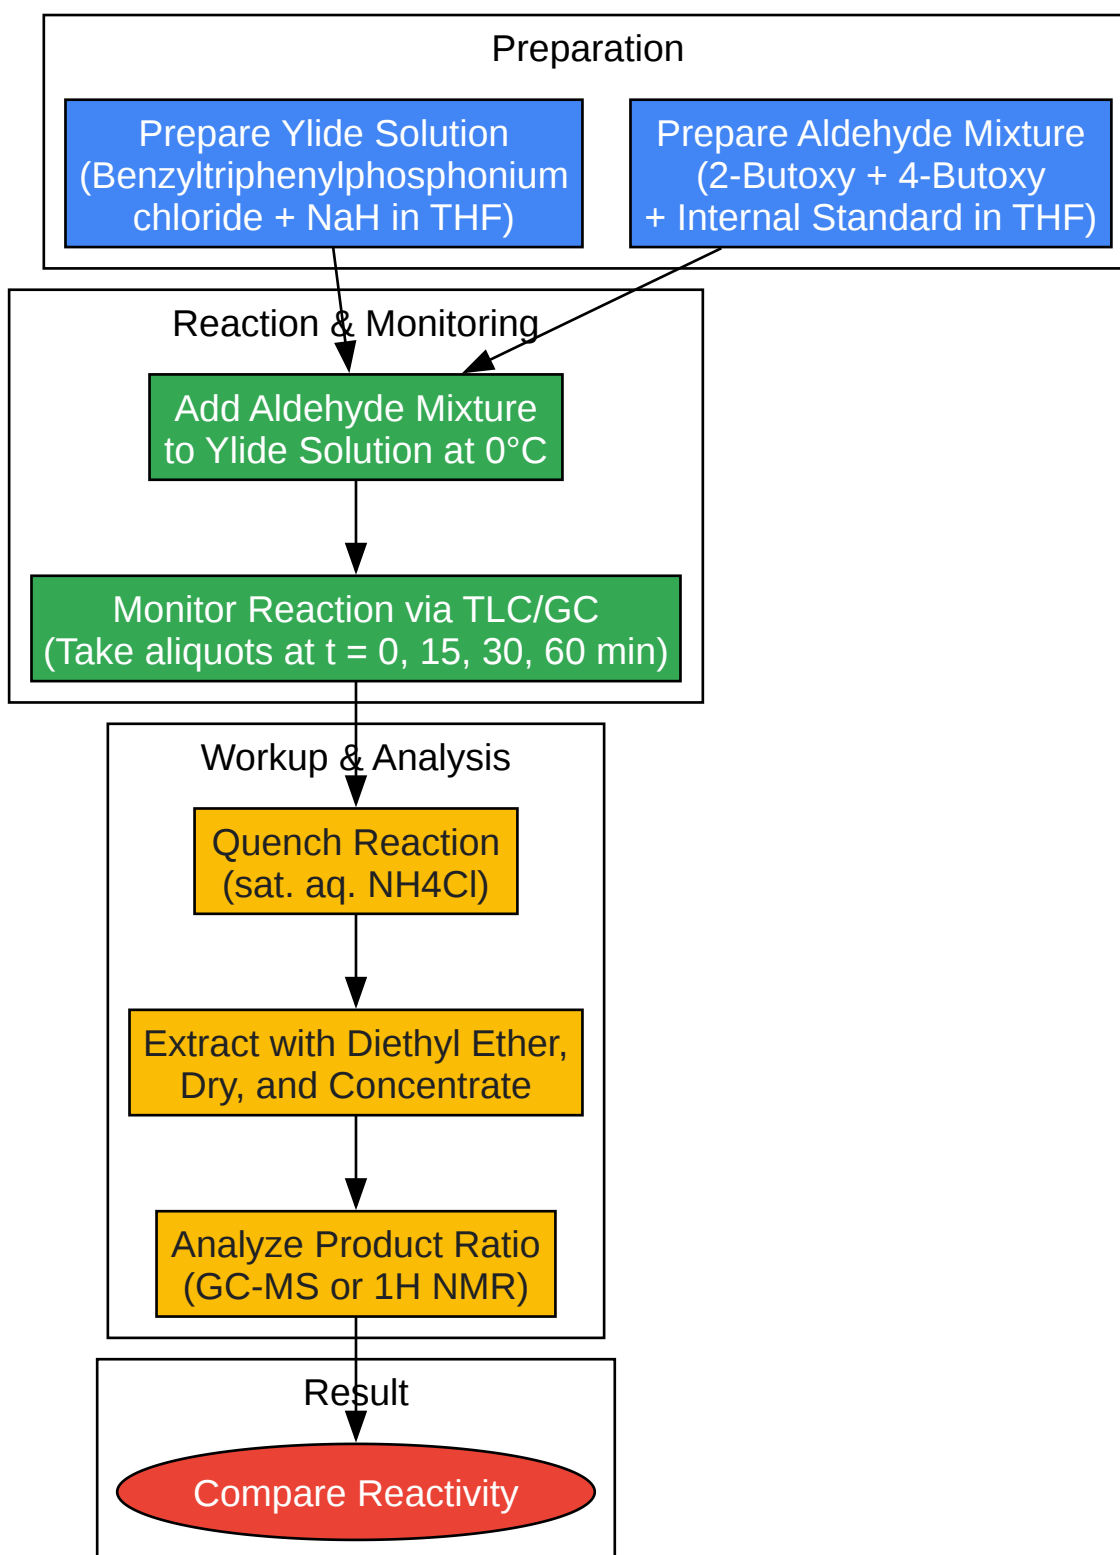 Preparation
Prepare Ylide Solution
(Benzyltriphenylphosphonium
chloride + NaH in THF)
Prepare Aldehyde Mixture
(2-Butoxy + 4-Butoxy
+ Internal Standard in THF)
Reaction & Monitoring
Add Aldehyde Mixture
to Ylide Solution at 0°C
Monitor Reaction via TLC/GC
(Take aliquots at t = 0, 15, 30, 60 min)
Workup & Analysis
Quench Reaction
(sat. aq. NH4Cl)
Extract with Diethyl Ether,
Dry, and Concentrate
Analyze Product Ratio
(GC-MS or 1H NMR)
Result
Compare Reactivity